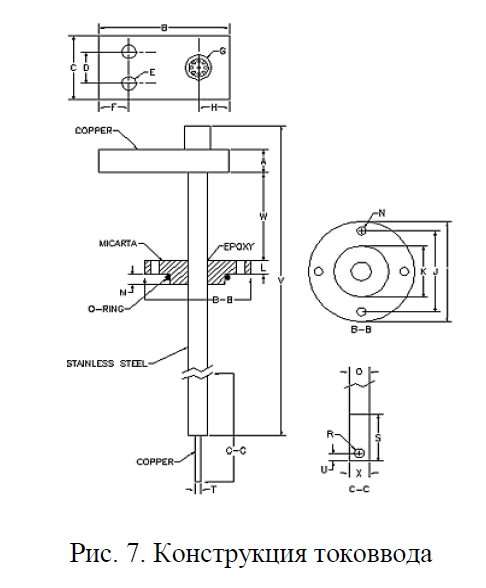 B
G
C
D
E
F
H
COPPER
A
W
MICARTA
EPOXY
L
V
M
O-RING
B-B
N
K
J
B-B
STAINLESS STEEL
O
C-C
R
S
COPPER
U
X
T
C-C
Рис. 7. Конструкция токоввода